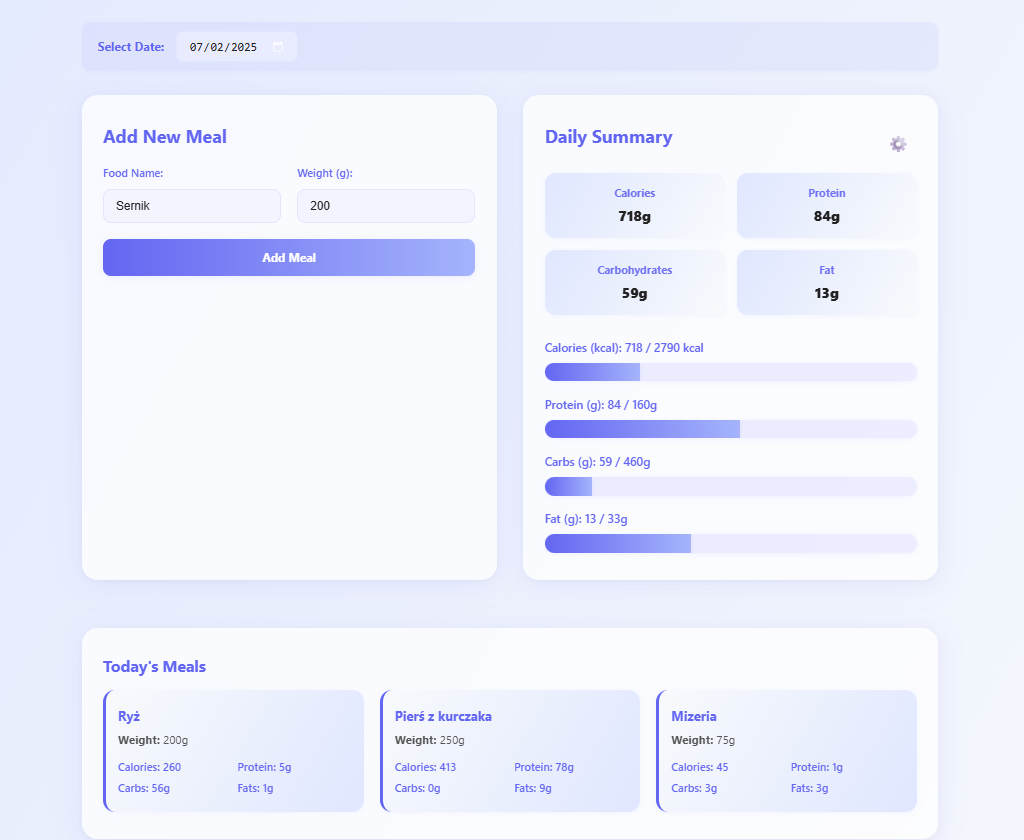 Select Date: 07/02/2025
Add New Meal
Food Name:
Weight (g):
Sernik
200
Add Meal
Daily Summary
Calories
718g
Protein
84g
Carbohydrates
59g
Fat
13g
Calories (kcal): 718 / 2790 kcal
Protein (g): 84 / 160g
Carbs (g): 59 / 460g
Fat (g): 13 / 33g
Today's Meals
Ryż
Weight: 200g
Calories: 260
Protein: 5g
Carbs: 56g
Fats: 1g
Pierś z kurczaka
Weight: 250g
Calories: 413
Protein: 78g
Carbs: 0g
Fats: 9g
Mizeria
Weight: 75g
Calories: 45
Protein: 1g
Carbs: 3g
Fats: 3g